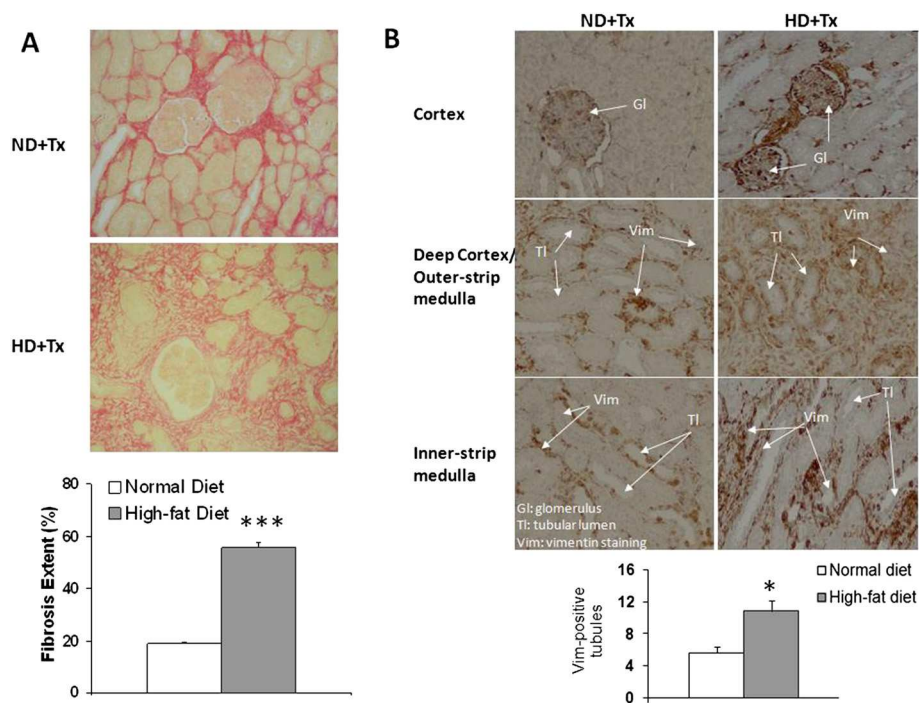 A
ND+Tx
HD+Tx
80
60
40
20
0
Fibrosis Extent (%)
Normal Diet
High-fat Diet
***
B
ND+Tx
HD+Tx
Cortex
Gl
Gl
Deep Cortex/
Outer-strip
medulla
Tl
Vim
Tl
Vim
Inner-strip
medulla
Vim
Tl
Vim
Tl
Gl: glomerulus
Tl: tubular lumen
Vim: vimentin staining
16
12
8
4
0
Vim-positive
tubules
*
Normal diet
High-fat diet